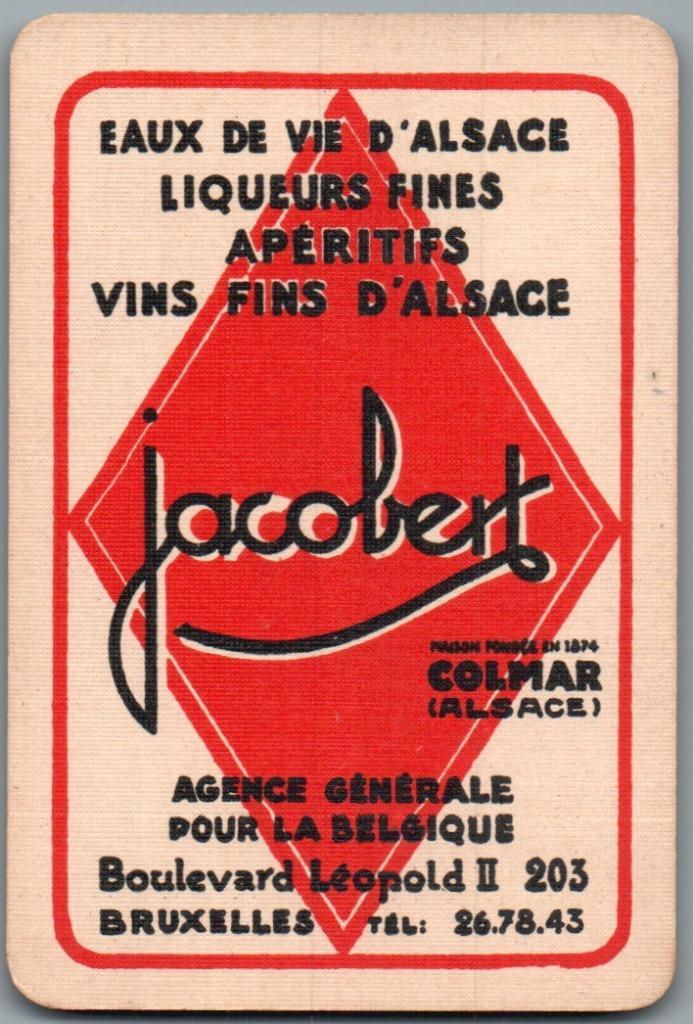 EAUX DE VIE D'ALSACE
LIQUEURS FINES
APÉRITIFS
VINS FINS D'ALSACE
jacobert
MAISON FONDÉE EN 1874
COLMAR
(ALSACE)
AGENCE GÉNÉRALE
POUR LA BELGIQUE
Boulevard Léopold II 203
BRUXELLES TÉL: 26.78.43